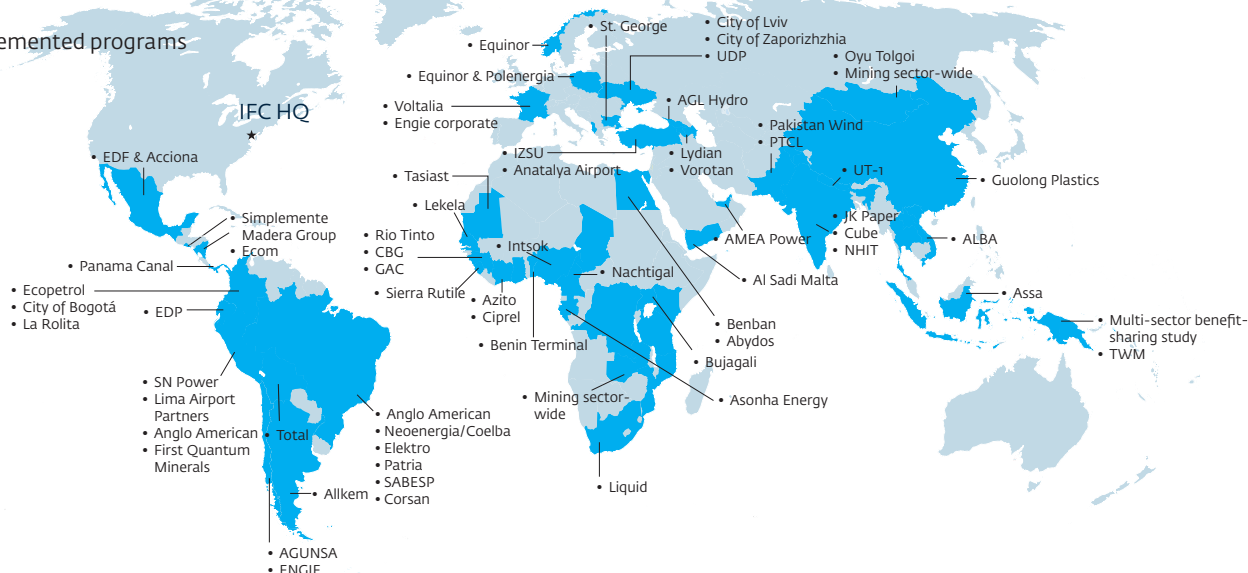 emented programs
IFC HQ
• EDF & Acciona
• Simplemente
Madera Group
• Ecom
• Panama Canal
• Ecopetrol
• City of Bogotá
• La Rolita
• EDP
• SN Power
• Lima Airport
Partners
• Anglo American
• First Quantum
Minerals
• Total
• Anglo American
• Neoenergia/Coelba
• Elektro
• Patria
• SABESP
• Corsan
• Allkem
• AGUNSA
• ENGIE
• Equinor
• St. George
• City of Lviv
• City of Zaporizhzhia
• UDP
• Equinor & Polenergia
• Voltalia
• Engie corporate
• AGL Hydro
• IZSU
• Anatalya Airport
• Lydian
• Vorotan
• Tasiast
• Lekela
• Rio Tinto
• CBG
• GAC
• Sierra Rutile
• Intsok
• Nachtigal
• Azito
• Ciprel
• Benin Terminal
• Mining sector-
wide
• Liquid
• Benban
• Abydos
• Bujagali
• Asonha Energy
• AMEA Power
• Al Sadi Malta
• Oyu Tolgoi
• Mining sector-wide
• Pakistan Wind
• PTCL
• UT-1
• Guolong Plastics
• JK Paper
• Cube
• NHIT
• ALBA
• Assa
• Multi-sector benefit-
sharing study
• TWM